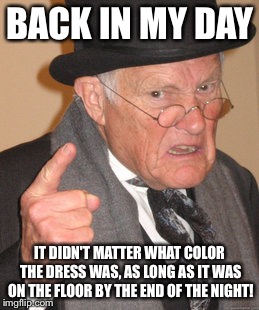 BACK IN MY DAY
IT DIDN'T MATTER WHAT COLOR
THE DRESS WAS, AS LONG AS IT WAS
ON THE FLOOR BY THE END OF THE NIGHT!
imgflip.com